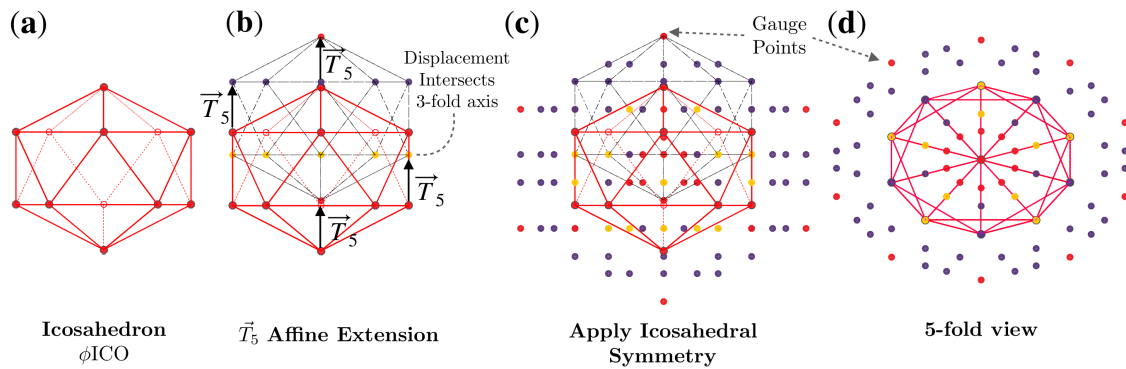 (a)
(b)
(c)
(d)
T⃗5
T⃗5
T⃗5
T⃗5
Displacement
Intersects
3-fold axis
Gauge
Points
Icosahedron
ϕICO
T⃗5 Affine Extension
Apply Icosahedral
Symmetry
5-fold view